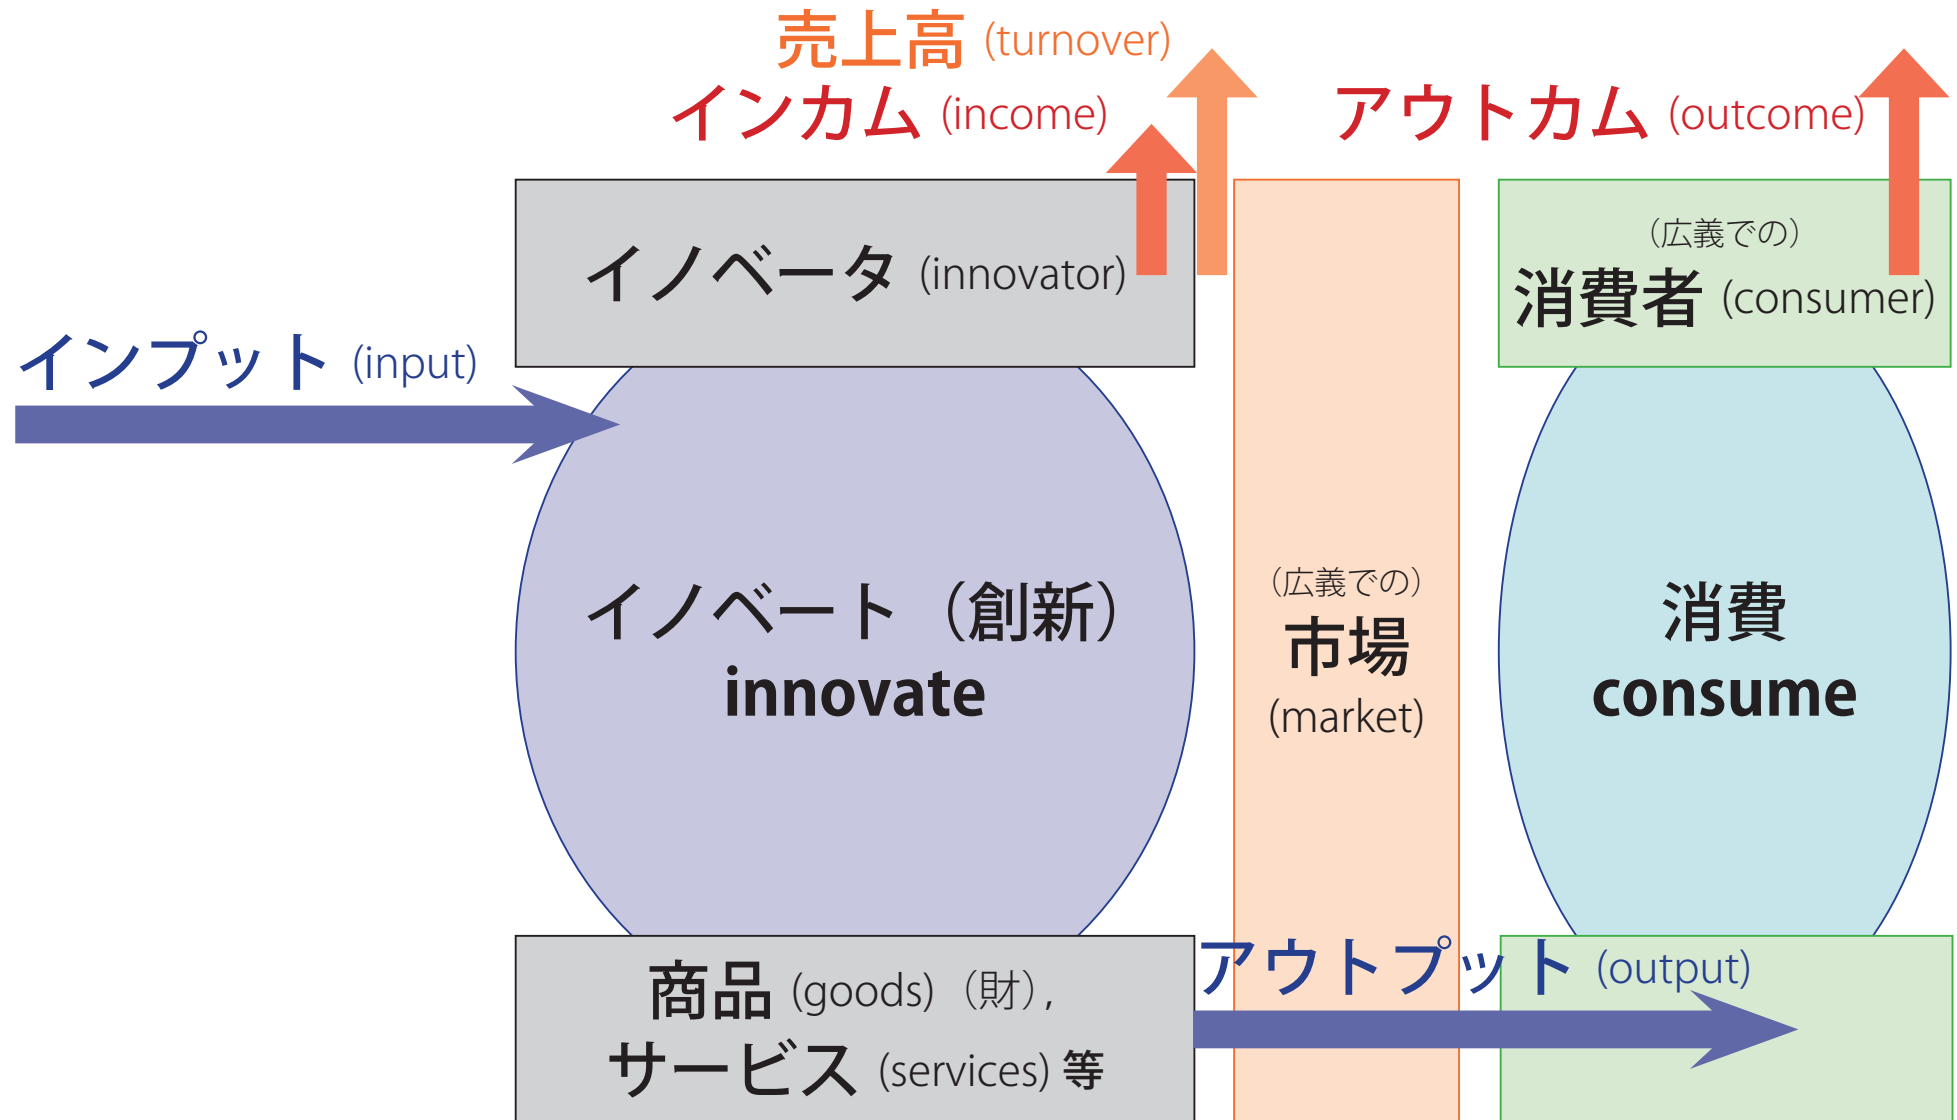 売上高 (turnover)
インカム (income)
アウトカム (outcome)
イノベータ (innovator)
（広義での）
消費者 (consumer)
インプット (input)
イノベート（創新）
innovate
（広義での）
市場
(market)
消費
consume
アウトプット (output)
商品 (goods)（財）,
サービス (services) 等